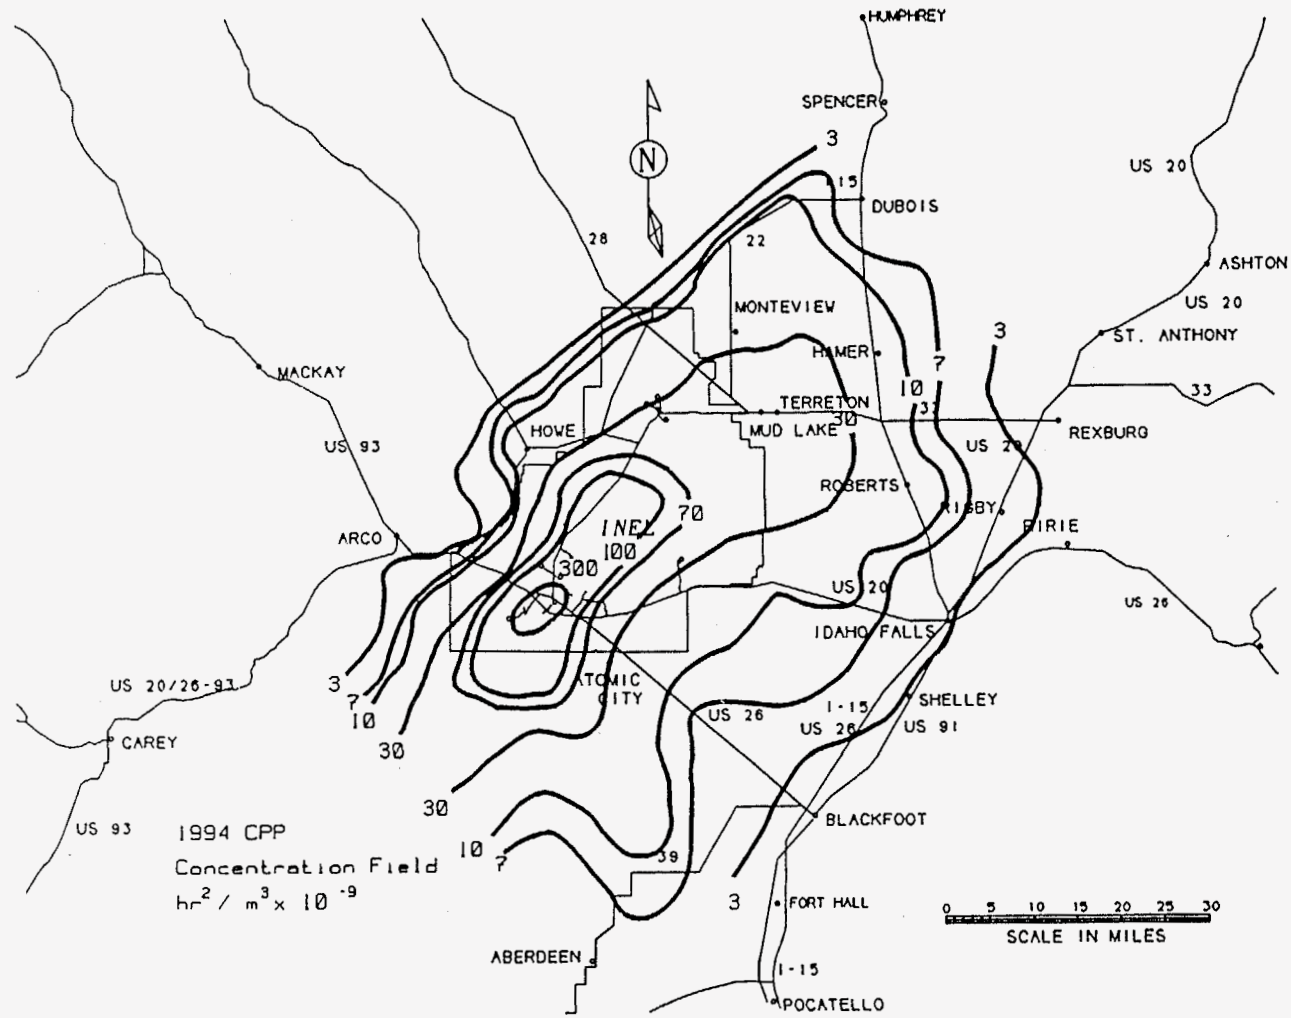 HUMPHREY
SPENCER
3
N
US 20
I-15
DUBOIS
28
22
ASHTON
US 20
MONTEVIEW
3
ST. ANTHONY
HAMER
7
MACKAY
10
33
TERRETON
33
30
REXBURG
HOWE
MUD LAKE
US 93
US 20
ROBERTS
RIGBY
70
INEL
RIRIE
ARCO
100
300
US 20
US 26
IDAHO FALLS
3
US 20/26-93
ATOMIC
CITY
7
SHELLEY
10
US 26
I-15
US 26
US 91
CAREY
30
30
US 93
1994 CPP
BLACKFOOT
10
7
39
Concentration Field
hr² / m³ x 10 -9
3
FORT HALL
0 5 10 15 20 25 30
SCALE IN MILES
ABERDEEN
I-15
POCATELLO